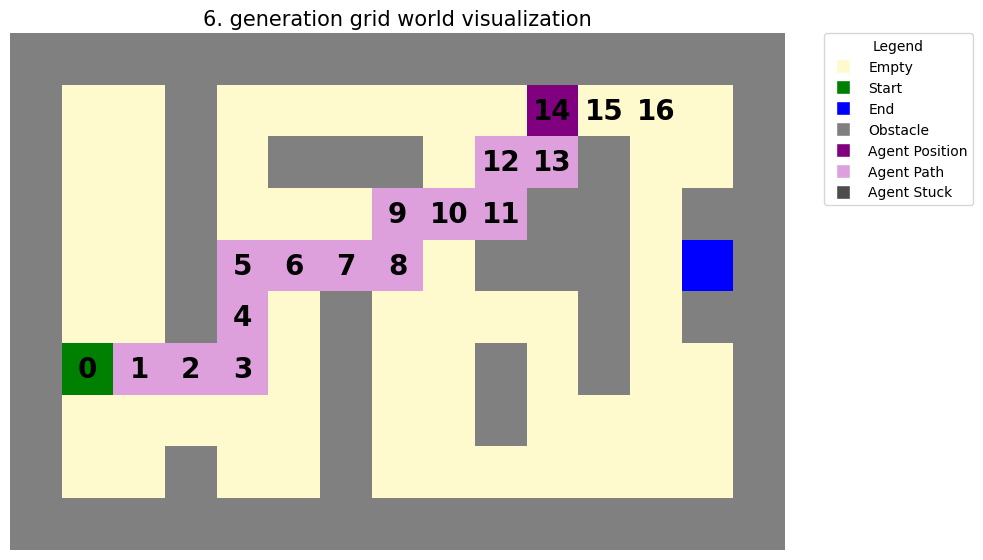 6. generation grid world visualization
Legend
Empty
Start
End
Obstacle
Agent Position
Agent Path
Agent Stuck
14 15 16
12 13
9 10 11
5 6 7 8
4
0 1 2 3